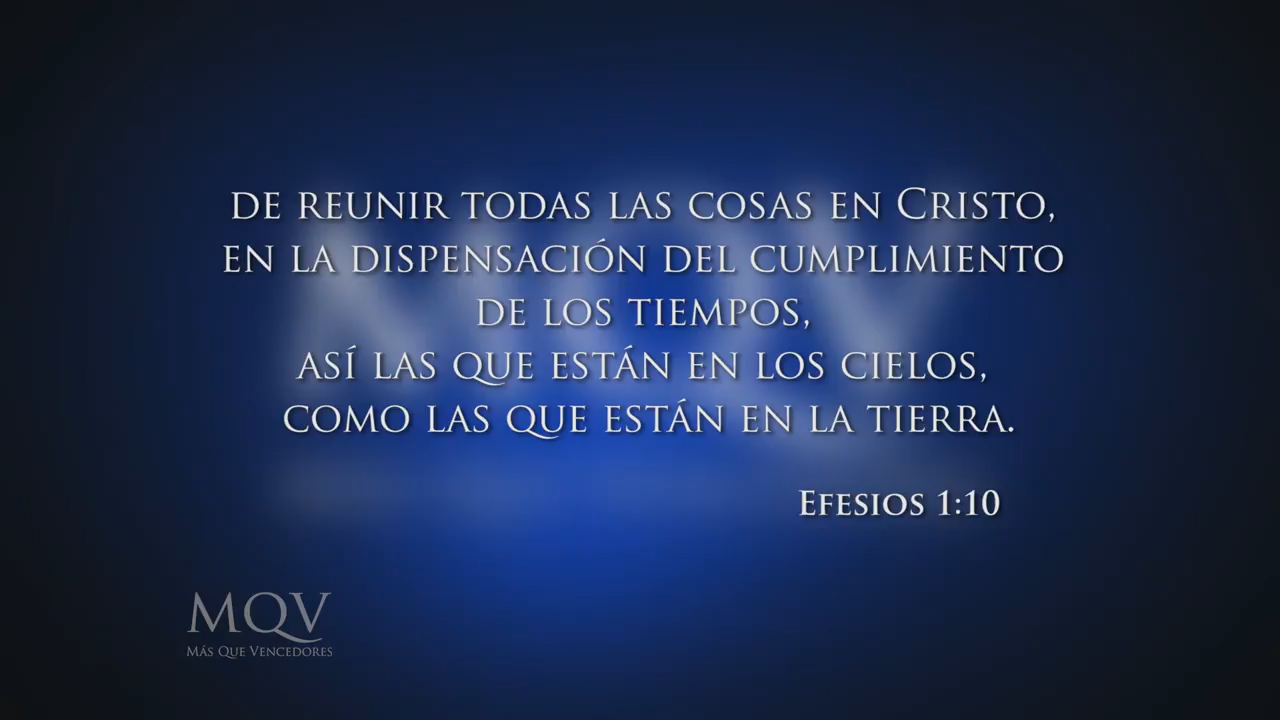 de reunir todas las cosas en Cristo,
en la dispensación del cumplimiento
de los tiempos,
así las que están en los cielos,
como las que están en la tierra.
Efesios 1:10
MQV
Más Que Vencedores